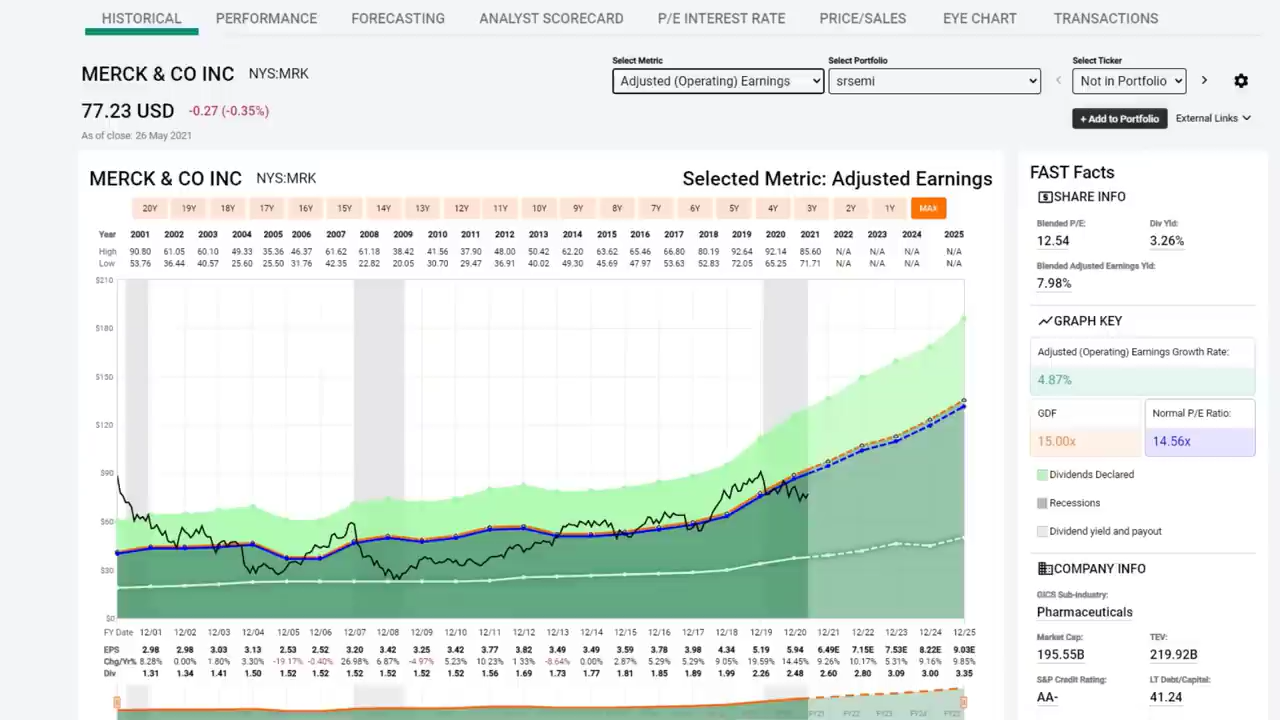 HISTORICAL PERFORMANCE FORECASTING ANALYST SCORECARD P/E INTEREST RATE PRICE/SALES EYE CHART TRANSACTIONS
Select Metric Select Portfolio Select Ticker
MERCK & CO INC NYS:MRK Adjusted (Operating) Earnings srsemi Not in Portfolio
77.23 USD -0.27 (-0.35%) + Add to Portfolio External Links
As of close: 26 May 2021
MERCK & CO INC NYS:MRK Selected Metric: Adjusted Earnings
20Y 19Y 18Y 17Y 16Y 15Y 14Y 13Y 12Y 11Y 10Y 9Y 8Y 7Y 6Y 5Y 4Y 3Y 2Y 1Y MAX
Year 2001 2002 2003 2004 2005 2006 2007 2008 2009 2010 2011 2012 2013 2014 2015 2016 2017 2018 2019 2020 2021 2022 2023 2024 2025
High 90.80 61.05 60.10 49.33 35.36 46.37 61.62 61.18 38.42 41.56 37.90 48.00 50.42 62.20 63.62 65.46 66.80 80.19 92.64 92.14 85.60 N/A N/A N/A N/A
Low 53.76 36.44 40.57 25.60 25.50 31.76 42.35 22.82 20.05 30.70 29.47 36.91 40.02 49.30 45.69 47.97 53.63 52.83 72.05 65.25 71.71 N/A N/A N/A N/A
$210
$180
$150
$120
$90
$60
$30
$0
FY Date 12/01 12/02 12/03 12/04 12/05 12/06 12/07 12/08 12/09 12/10 12/11 12/12 12/13 12/14 12/15 12/16 12/17 12/18 12/19 12/20 12/21 12/22 12/23 12/24 12/25
EPS 2.98 2.98 3.03 3.13 2.53 2.52 3.20 3.42 3.25 3.42 3.77 3.82 3.49 3.49 3.59 3.78 3.98 4.34 5.19 5.94 6.49E 7.15E 7.53E 8.22E 9.03E
Chg/Yr% 8.28% 0.00% 1.80% 3.30% -19.17% -0.40% 26.98% 6.87% -4.97% 5.23% 10.23% 1.33% -8.64% 0.00% 2.87% 5.29% 5.29% 9.05% 19.59% 14.45% 9.26% 10.17% 5.31% 9.16% 9.85%
Div 1.31 1.34 1.41 1.50 1.52 1.52 1.52 1.52 1.52 1.52 1.56 1.69 1.73 1.77 1.81 1.85 1.89 1.99 2.26 2.48 2.60 2.80 3.09 3.00 3.35
FY21 FY22 FY23 FY24
FAST Facts
SHARE INFO
Blended P/E: Div Yld:
12.54 3.26%
Blended Adjusted Earnings Yld:
7.98%
GRAPH KEY
Adjusted (Operating) Earnings Growth Rate:
4.87%
GDF Normal P/E Ratio:
15.00x 14.56x
Dividends Declared
Recessions
Dividend yield and payout
COMPANY INFO
GICS Sub-industry:
Pharmaceuticals
Market Cap: TEV:
195.55B 219.92B
S&P Credit Rating: LT Debt/Capital:
AA- 41.24